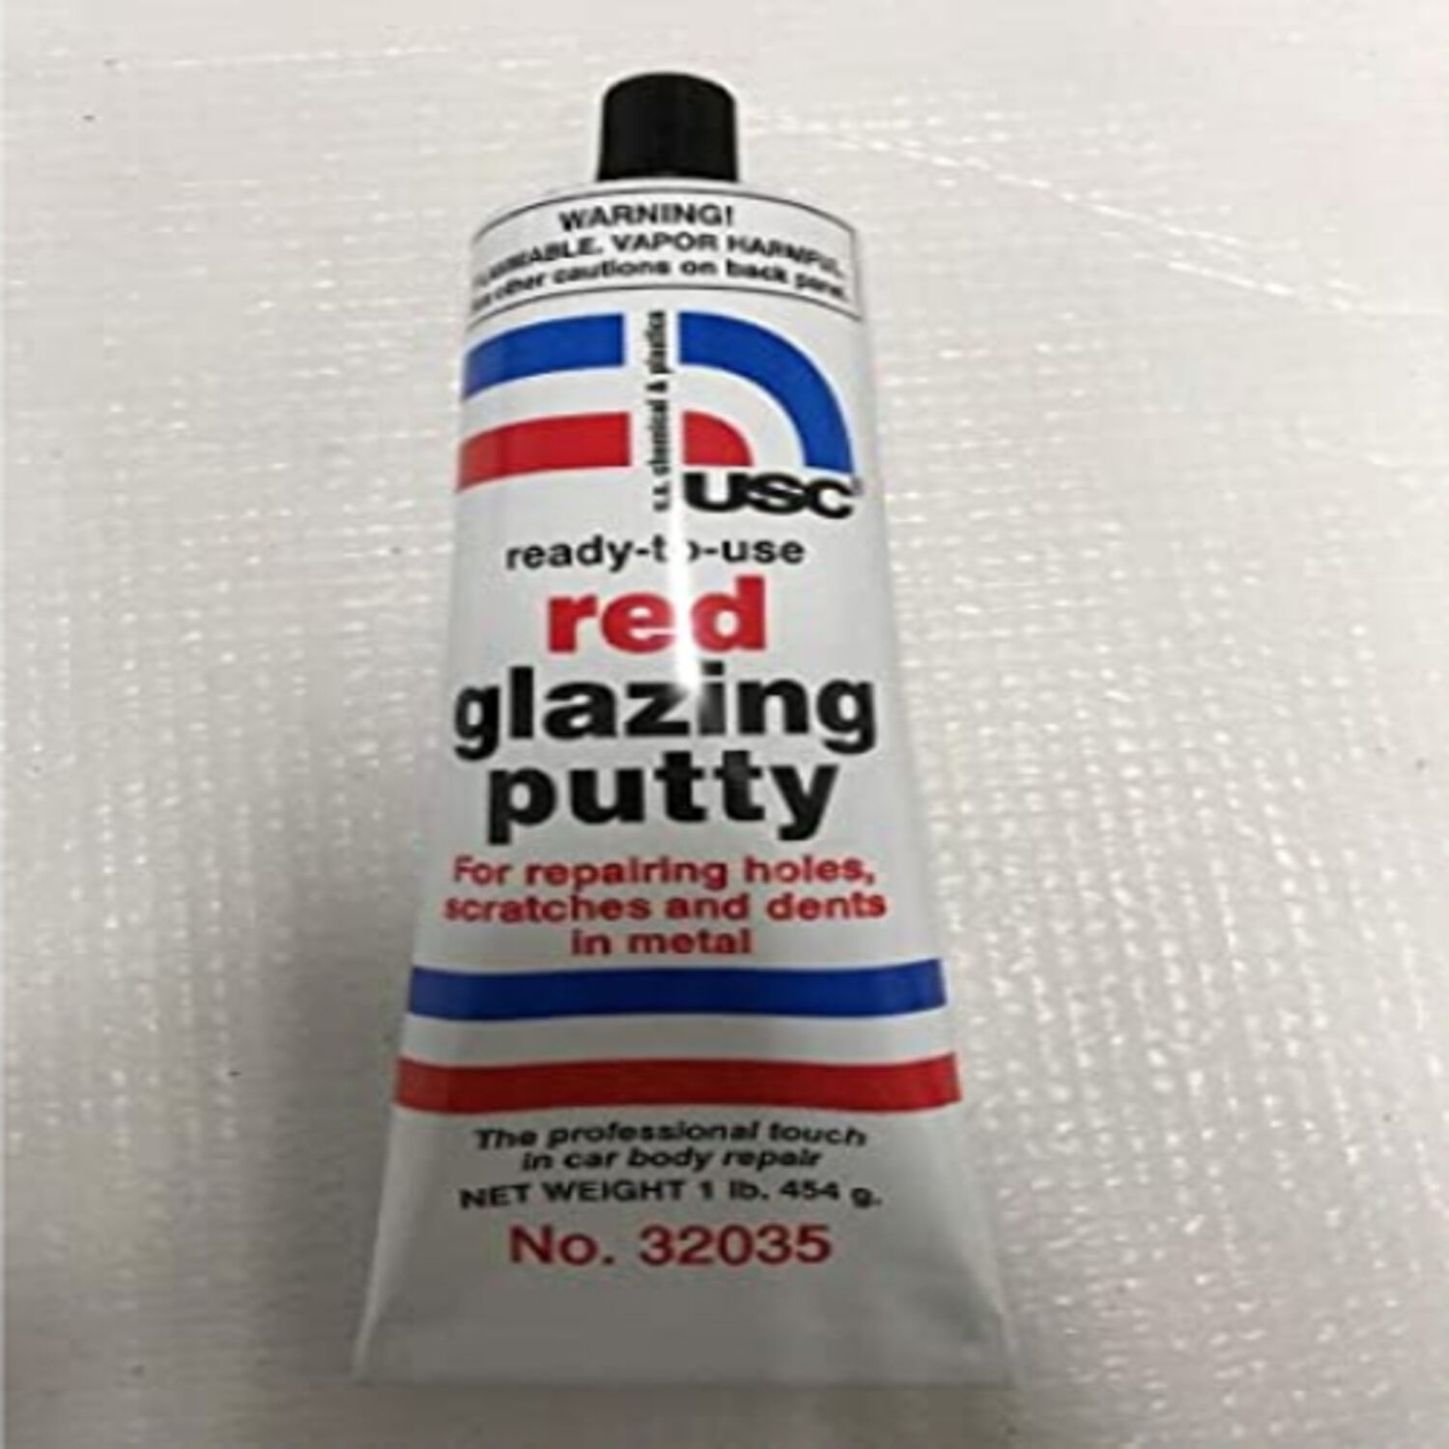 WARNING!
FLAMMABLE, VAPOR HARMFUL.
other cautions on back panel.
u.s. chemical & plastics
USC
ready-to-use
red
glazing
putty
For repairing holes,
scratches and dents
in metal
The professional touch
in car body repair
NET WEIGHT 1 lb. 454 g.
No. 32035